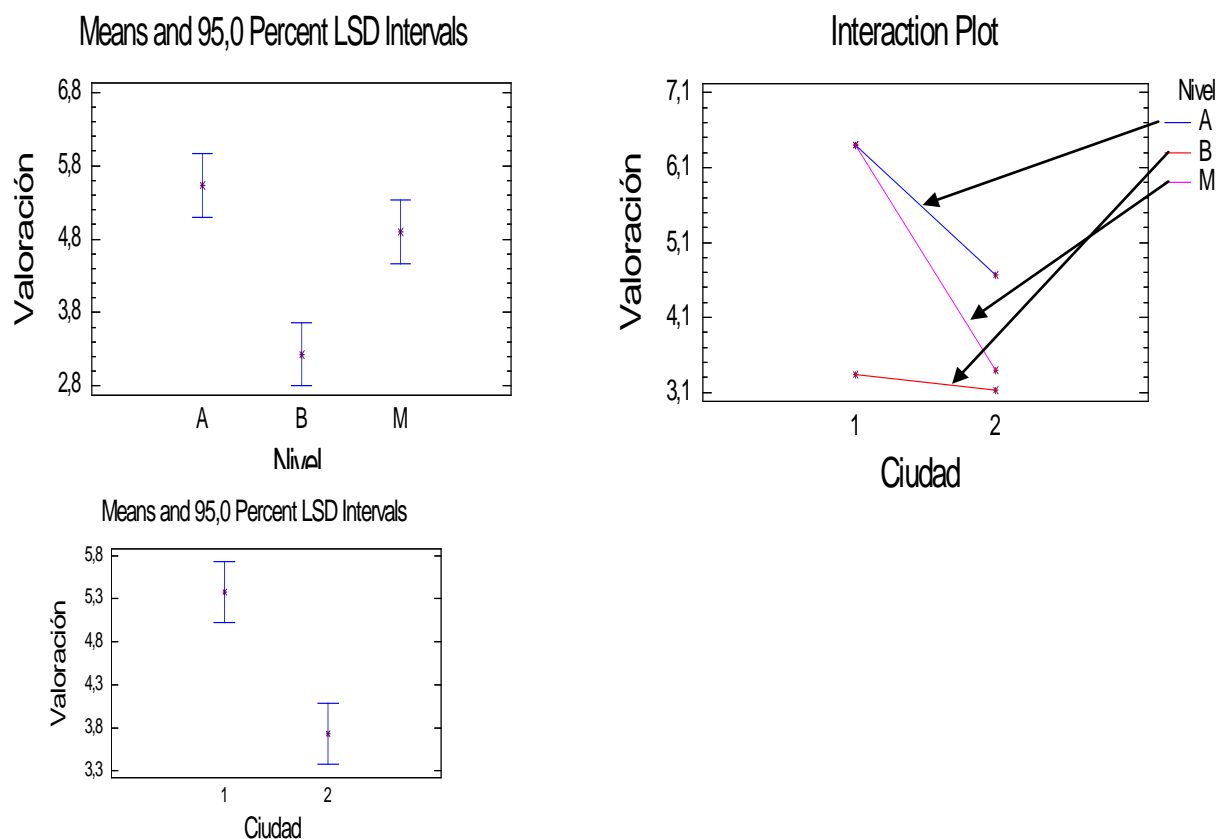 Means and 95,0 Percent LSD Intervals
6,8
5,8
4,8
3,8
2,8
Valoración
A B M
Nivel
Interaction Plot
7,1
6,1
5,1
4,1
3,1
Valoración
1 2
Ciudad
Nivel
A
B
M
Means and 95,0 Percent LSD Intervals
5,8
5,3
4,8
4,3
3,8
3,3
Valoración
1 2
Ciudad